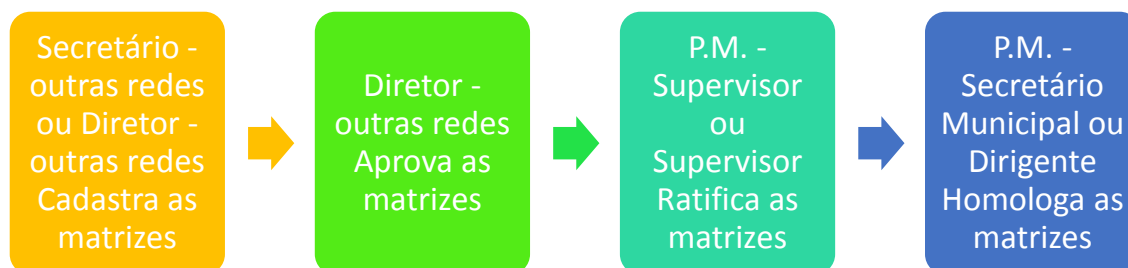 Secretário -
outras redes
ou Diretor -
outras redes
Cadastra as
matrizes
Diretor -
outras redes
Aprova as
matrizes
P.M. -
Supervisor
ou
Supervisor
Ratifica as
matrizes
P.M. -
Secretário
Municipal ou
Dirigente
Homologa as
matrizes